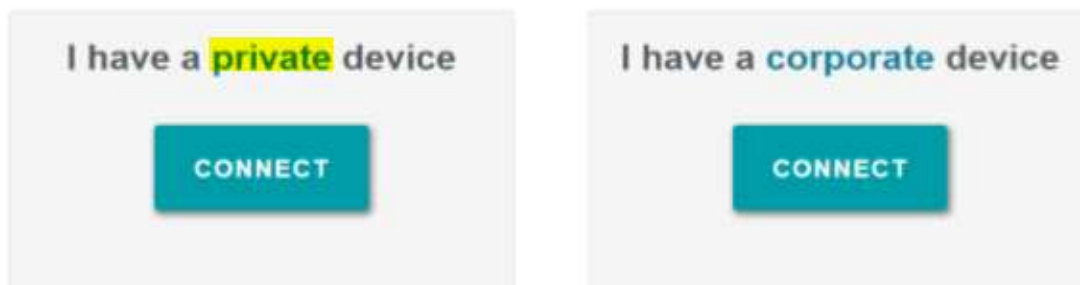 I have a private device
CONNECT
I have a corporate device
CONNECT